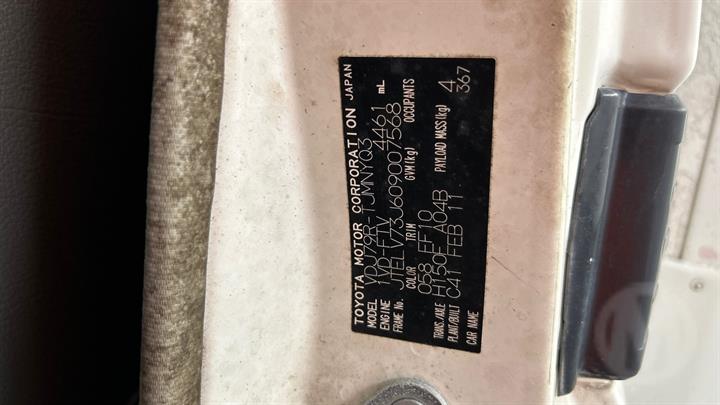 TOYOTA MOTOR CORPORATION JAPAN
MODEL VDJ79R-TJMNYQ3
ENGINE 1VD-FTV 4461 mL
FRAME No. JTELV73J609007568
COLOR TRIM GVM(kg) OCCUPANTS
058 FF10 4
TRANS./AXLE H150F A04B PAYLOAD MASS(kg) 367
PLANT/BUILT C41 FEB 11
CAR NAME